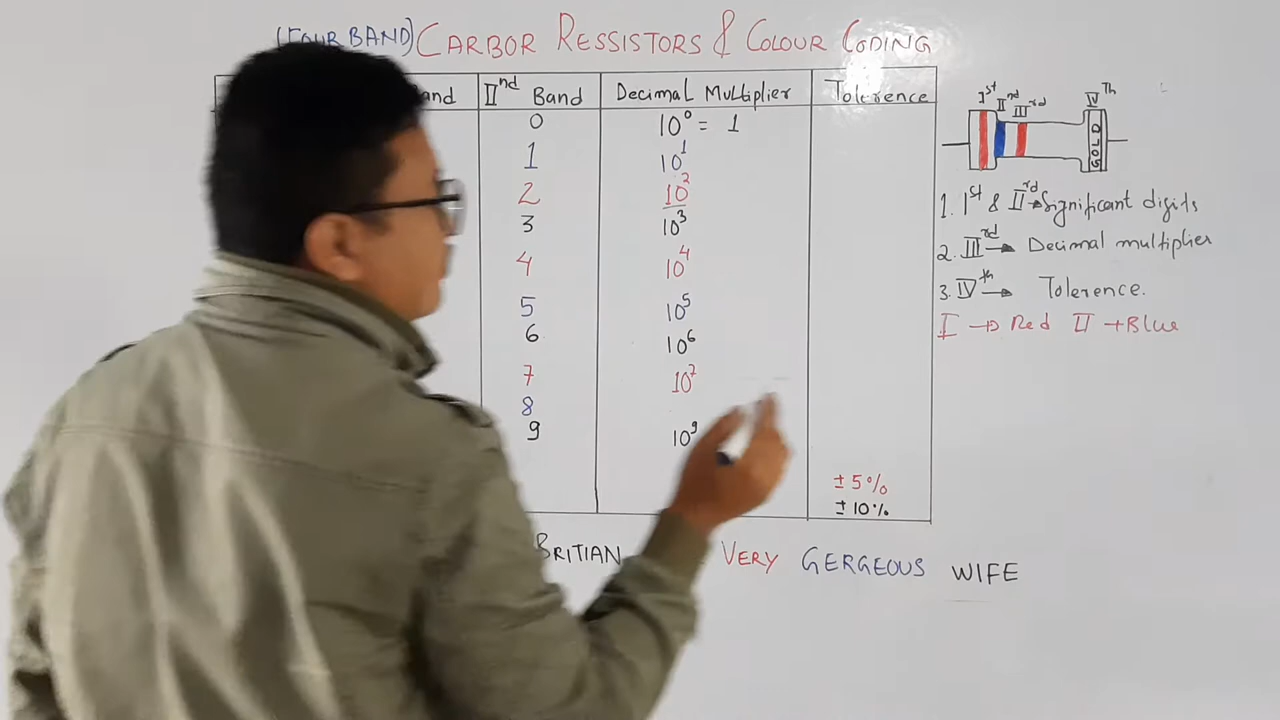 (FOUR BAND) CARBOR RESSISTORS & COLOUR CODING
and IInd Band Decimal Multiplier Tolerence
0 10⁰ = 1
1 10¹
2 10²
3 10³
4 10⁴
5 10⁵
6 10⁶
7 10⁷
8
9 10⁹
± 5%
± 10%
BRITIAN VERY GERGEOUS WIFE
Ist IInd IIIrd IVTh
GOLD
1. Ist & IIrd → Significant digits
2. IIIrd → Decimal multiplier
3. IVth → Tolerence.
I → Red II → Blue